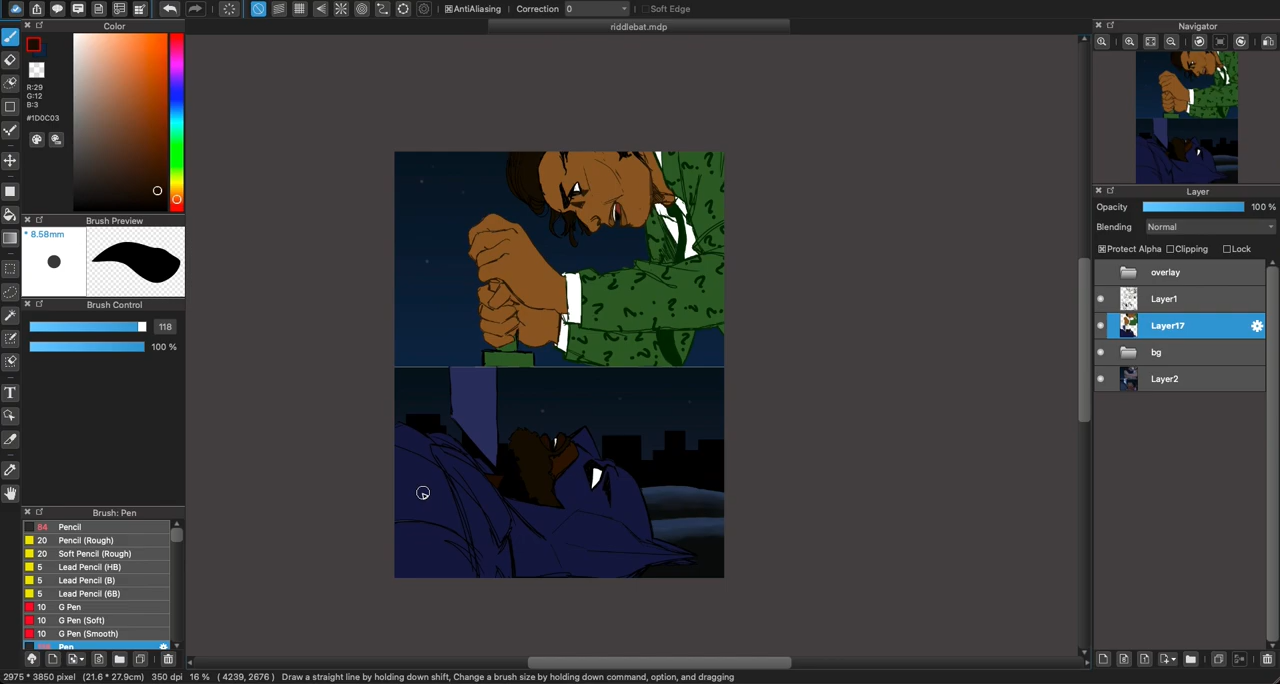 AntiAliasing Correction 0 Soft Edge
riddlebat.mdp
Color
R:29
G:12
B:3
#1D0C03
Brush Preview
* 8.58mm
Brush Control
118
100 %
Brush: Pen
84 Pencil
20 Pencil (Rough)
20 Soft Pencil (Rough)
5 Lead Pencil (HB)
5 Lead Pencil (B)
5 Lead Pencil (6B)
10 G Pen
10 G Pen (Soft)
10 G Pen (Smooth)
Pen
Navigator
Layer
Opacity 100 %
Blending Normal
Protect Alpha Clipping Lock
overlay
Layer1
Layer17
bg
Layer2
2975 * 3850 pixel (21.6 * 27.9cm) 350 dpi 16 % ( 4239, 2676 ) Draw a straight line by holding down shift, Change a brush size by holding down command, option, and dragging